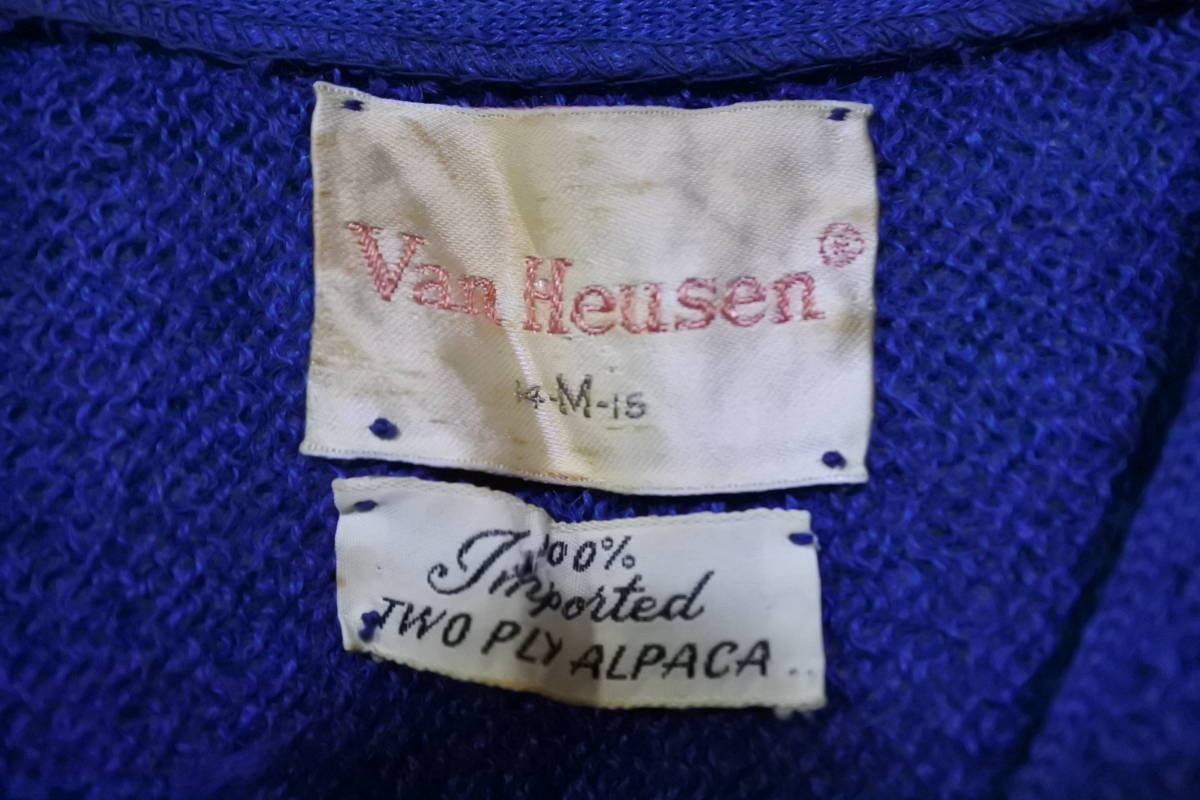 Van Heusen®
14-M-15
100%
Imported
TWO PLY ALPACA